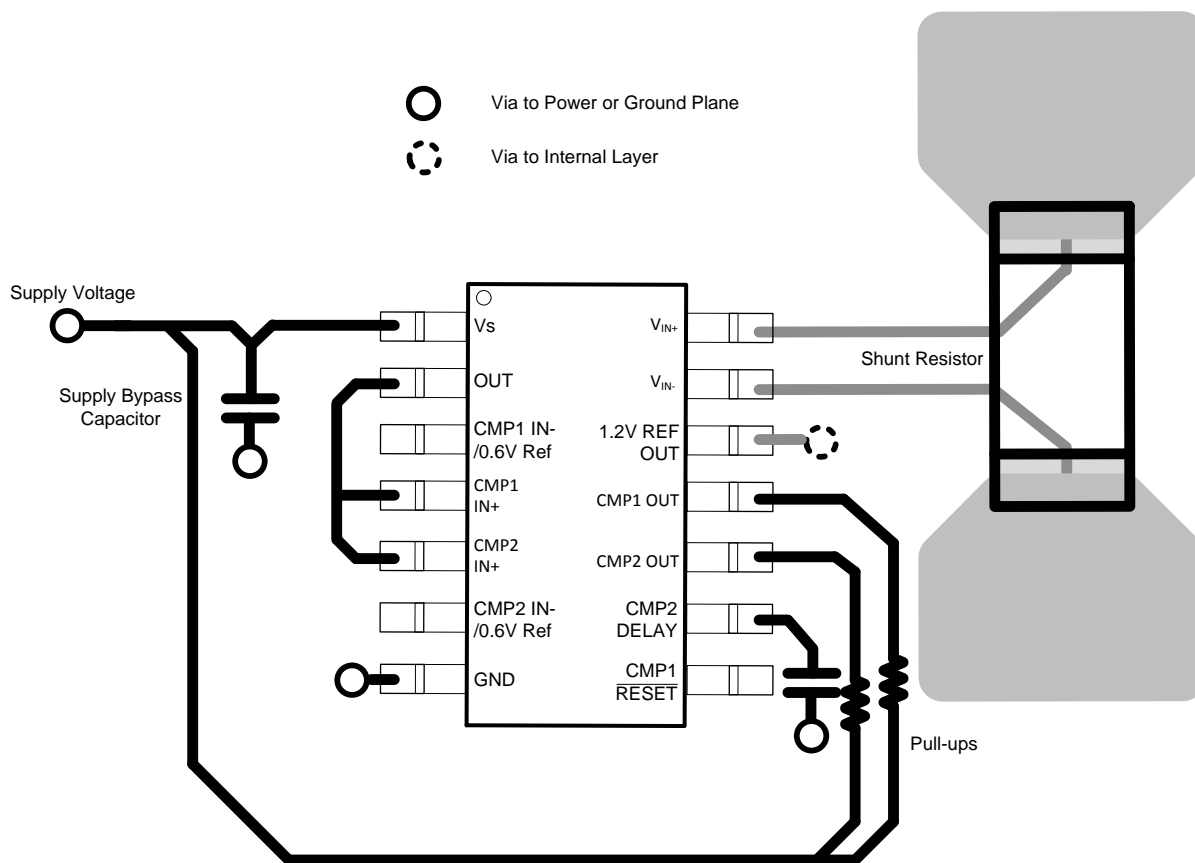 Via to Power or Ground Plane
Via to Internal Layer
Supply Voltage
Supply Bypass
Capacitor
Vs
OUT
CMP1 IN-
/0.6V Ref
CMP1
IN+
CMP2
IN+
CMP2 IN-
/0.6V Ref
GND
VIN+
VIN-
1.2V REF
OUT
CMP1 OUT
CMP2 OUT
CMP2
DELAY
CMP1
RESET
Shunt Resistor
Pull-ups